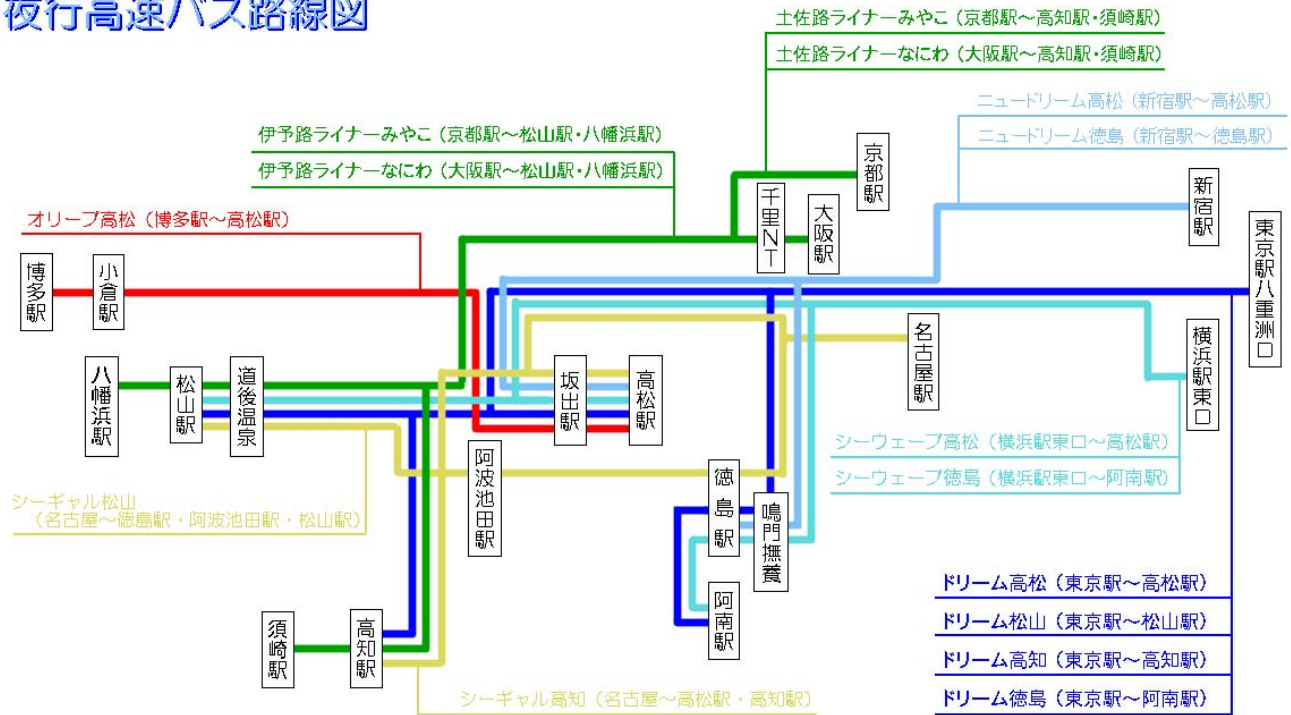 夜行高速バス路線図
土佐路ライナーみやこ（京都駅～高知駅・須崎駅）
土佐路ライナーなにわ（大阪駅～高知駅・須崎駅）
ニュードリーム高松（新宿駅～高松駅）
ニュードリーム徳島（新宿駅～徳島駅）
伊予路ライナーみやこ（京都駅～松山駅・八幡浜駅）
伊予路ライナーなにわ（大阪駅～松山駅・八幡浜駅）
京都駅
千里NT
大阪駅
新宿駅
東京駅八重洲口
オリーブ高松（博多駅～高松駅）
博多駅
小倉駅
名古屋駅
横浜駅東口
八幡浜駅
松山駅
道後温泉
坂出駅
高松駅
シーウェーブ高松（横浜駅東口～高松駅）
シーウェーブ徳島（横浜駅東口～阿南駅）
阿波池田駅
徳島駅
鳴門撫養
シーギャル松山
（名古屋～徳島駅・阿波池田駅・松山駅）
阿南駅
須崎駅
高知駅
ドリーム高松（東京駅～高松駅）
ドリーム松山（東京駅～松山駅）
ドリーム高知（東京駅～高知駅）
ドリーム徳島（東京駅～阿南駅）
シーギャル高知（名古屋～高松駅・高知駅）